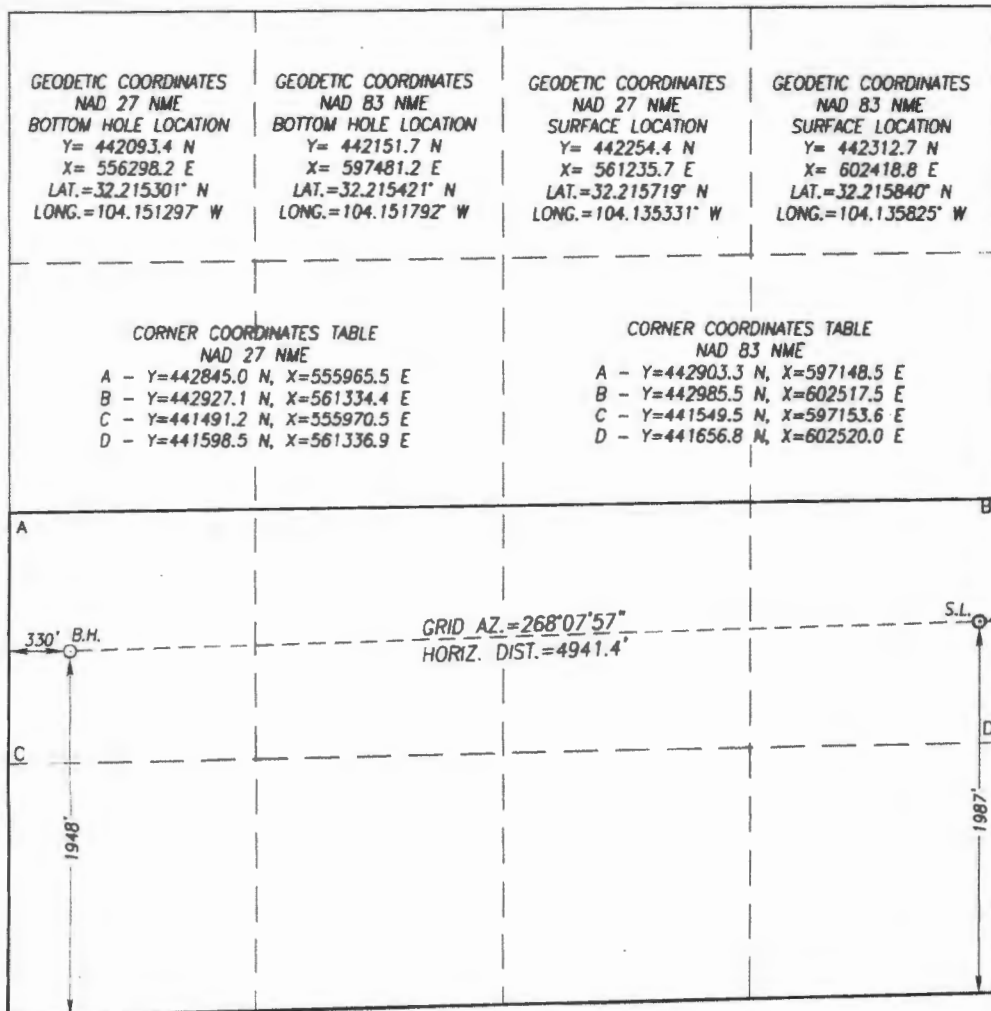 GEODETIC COORDINATES
NAD 27 NME
BOTTOM HOLE LOCATION
Y= 442093.4 N
X= 556298.2 E
LAT.=32.215301° N
LONG.=104.151297° W
GEODETIC COORDINATES
NAD 83 NME
BOTTOM HOLE LOCATION
Y= 442151.7 N
X= 597481.2 E
LAT.=32.215421° N
LONG.=104.151792° W
GEODETIC COORDINATES
NAD 27 NME
SURFACE LOCATION
Y= 442254.4 N
X= 561235.7 E
LAT.=32.215719° N
LONG.=104.135331° W
GEODETIC COORDINATES
NAD 83 NME
SURFACE LOCATION
Y= 442312.7 N
X= 602418.8 E
LAT.=32.215840° N
LONG.=104.135825° W
CORNER COORDINATES TABLE
NAD 27 NME
A - Y=442845.0 N, X=555965.5 E
B - Y=442927.1 N, X=561334.4 E
C - Y=441491.2 N, X=555970.5 E
D - Y=441598.5 N, X=561336.9 E
CORNER COORDINATES TABLE
NAD 83 NME
A - Y=442903.3 N, X=597148.5 E
B - Y=442985.5 N, X=602517.5 E
C - Y=441549.5 N, X=597153.6 E
D - Y=441656.8 N, X=602520.0 E
A
B
330' B.H.
GRID AZ.=268°07'57"
HORIZ. DIST.=4941.4'
S.L.
C
D
1948'
1987'